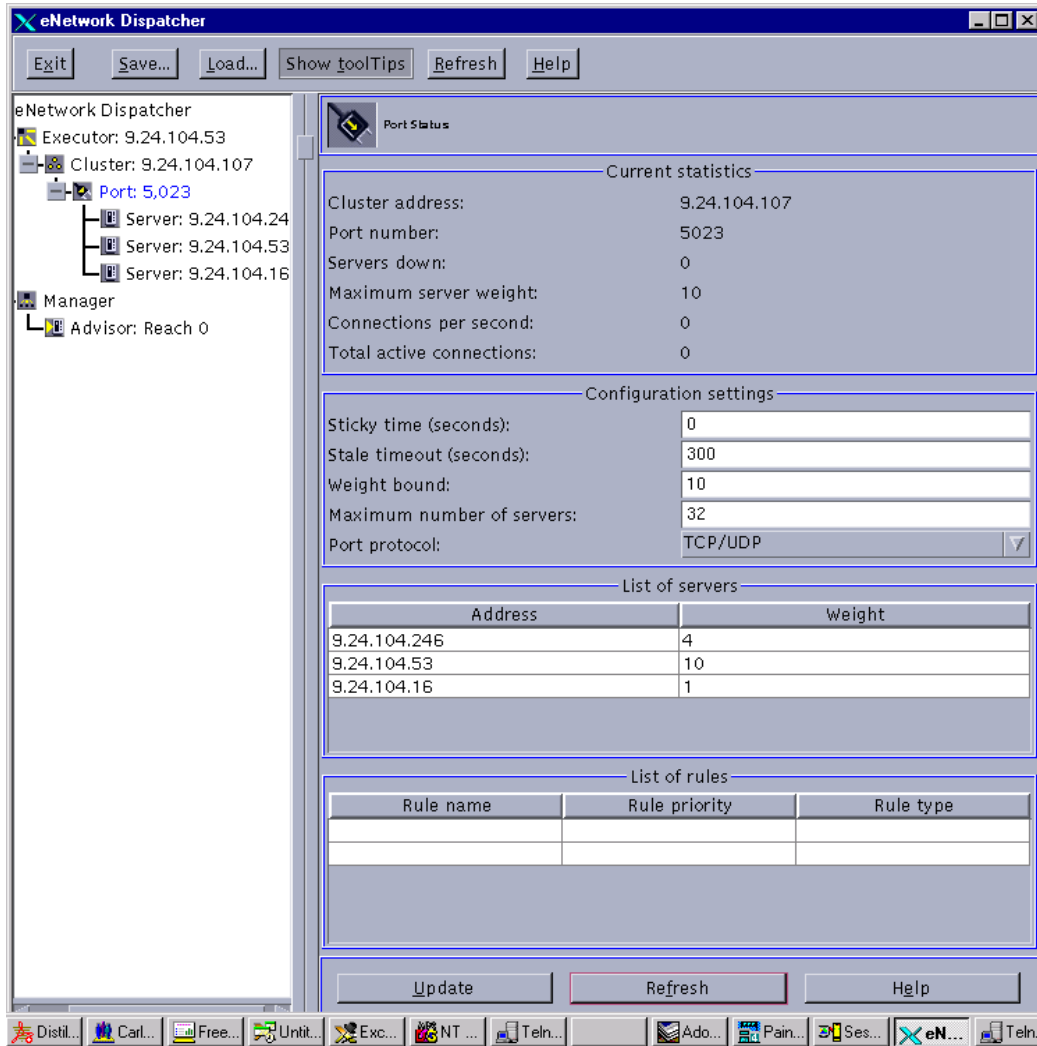 eNetwork Dispatcher
Exit Save... Load... Show toolTips Refresh Help
eNetwork Dispatcher
Executor: 9.24.104.53
Cluster: 9.24.104.107
Port: 5,023
Server: 9.24.104.24
Server: 9.24.104.53
Server: 9.24.104.16
Manager
Advisor: Reach 0
Port Status
Current statistics
Cluster address: 9.24.104.107
Port number: 5023
Servers down: 0
Maximum server weight: 10
Connections per second: 0
Total active connections: 0
Configuration settings
Sticky time (seconds): 0
Stale timeout (seconds): 300
Weight bound: 10
Maximum number of servers: 32
Port protocol: TCP/UDP
List of servers
Address Weight
9.24.104.246 4
9.24.104.53 10
9.24.104.16 1
List of rules
Rule name Rule priority Rule type
Update Refresh Help
Distil... Carl... Free... Untit... Exc... NT ... Teln... Ado... Pain... Ses... eN... Teln.